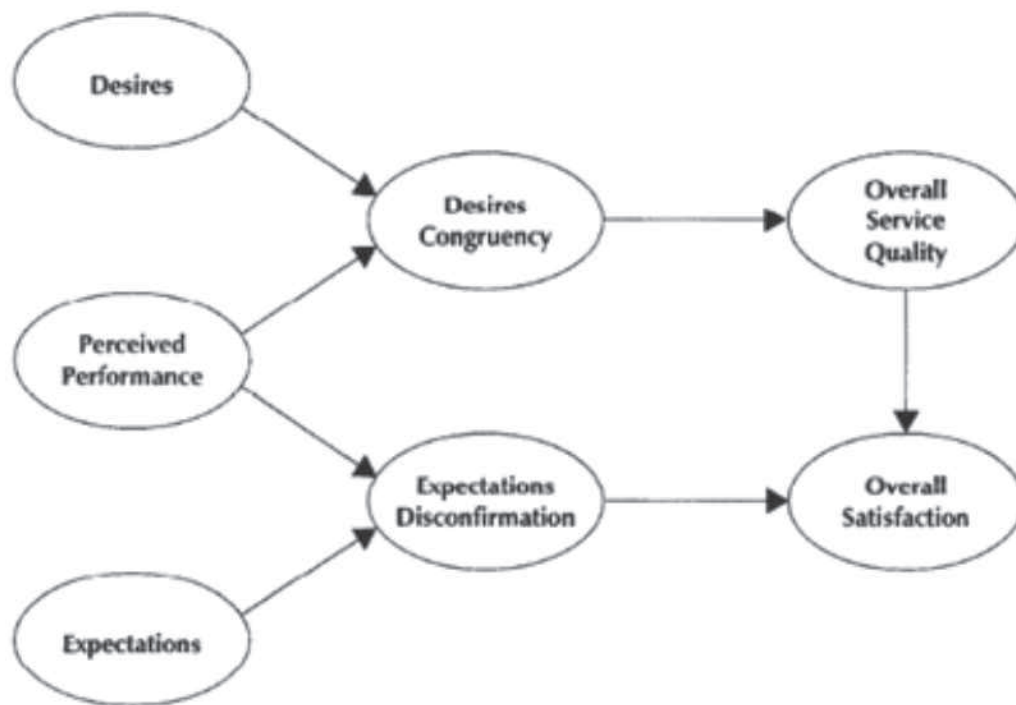 Desires
Desires
Congruency
Overall
Service
Quality
Perceived
Performance
Expectations
Disconfirmation
Overall
Satisfaction
Expectations